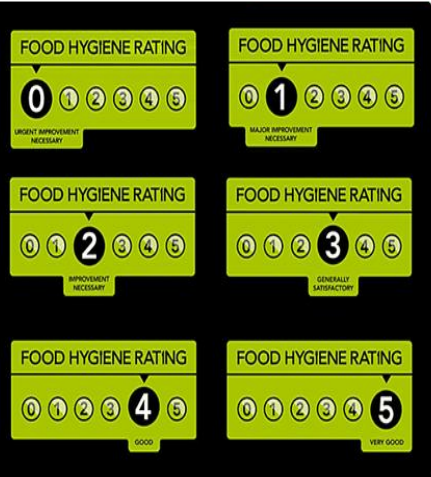 FOOD HYGIENE RATING
0 1 2 3 4 5
URGENT IMPROVEMENT
NECESSARY
FOOD HYGIENE RATING
0 1 2 3 4 5
MAJOR IMPROVEMENT
NECESSARY
FOOD HYGIENE RATING
0 1 2 3 4 5
IMPROVEMENT
NECESSARY
FOOD HYGIENE RATING
0 1 2 3 4 5
GENERALLY
SATISFACTORY
FOOD HYGIENE RATING
0 1 2 3 4 5
GOOD
FOOD HYGIENE RATING
0 1 2 3 4 5
VERY GOOD